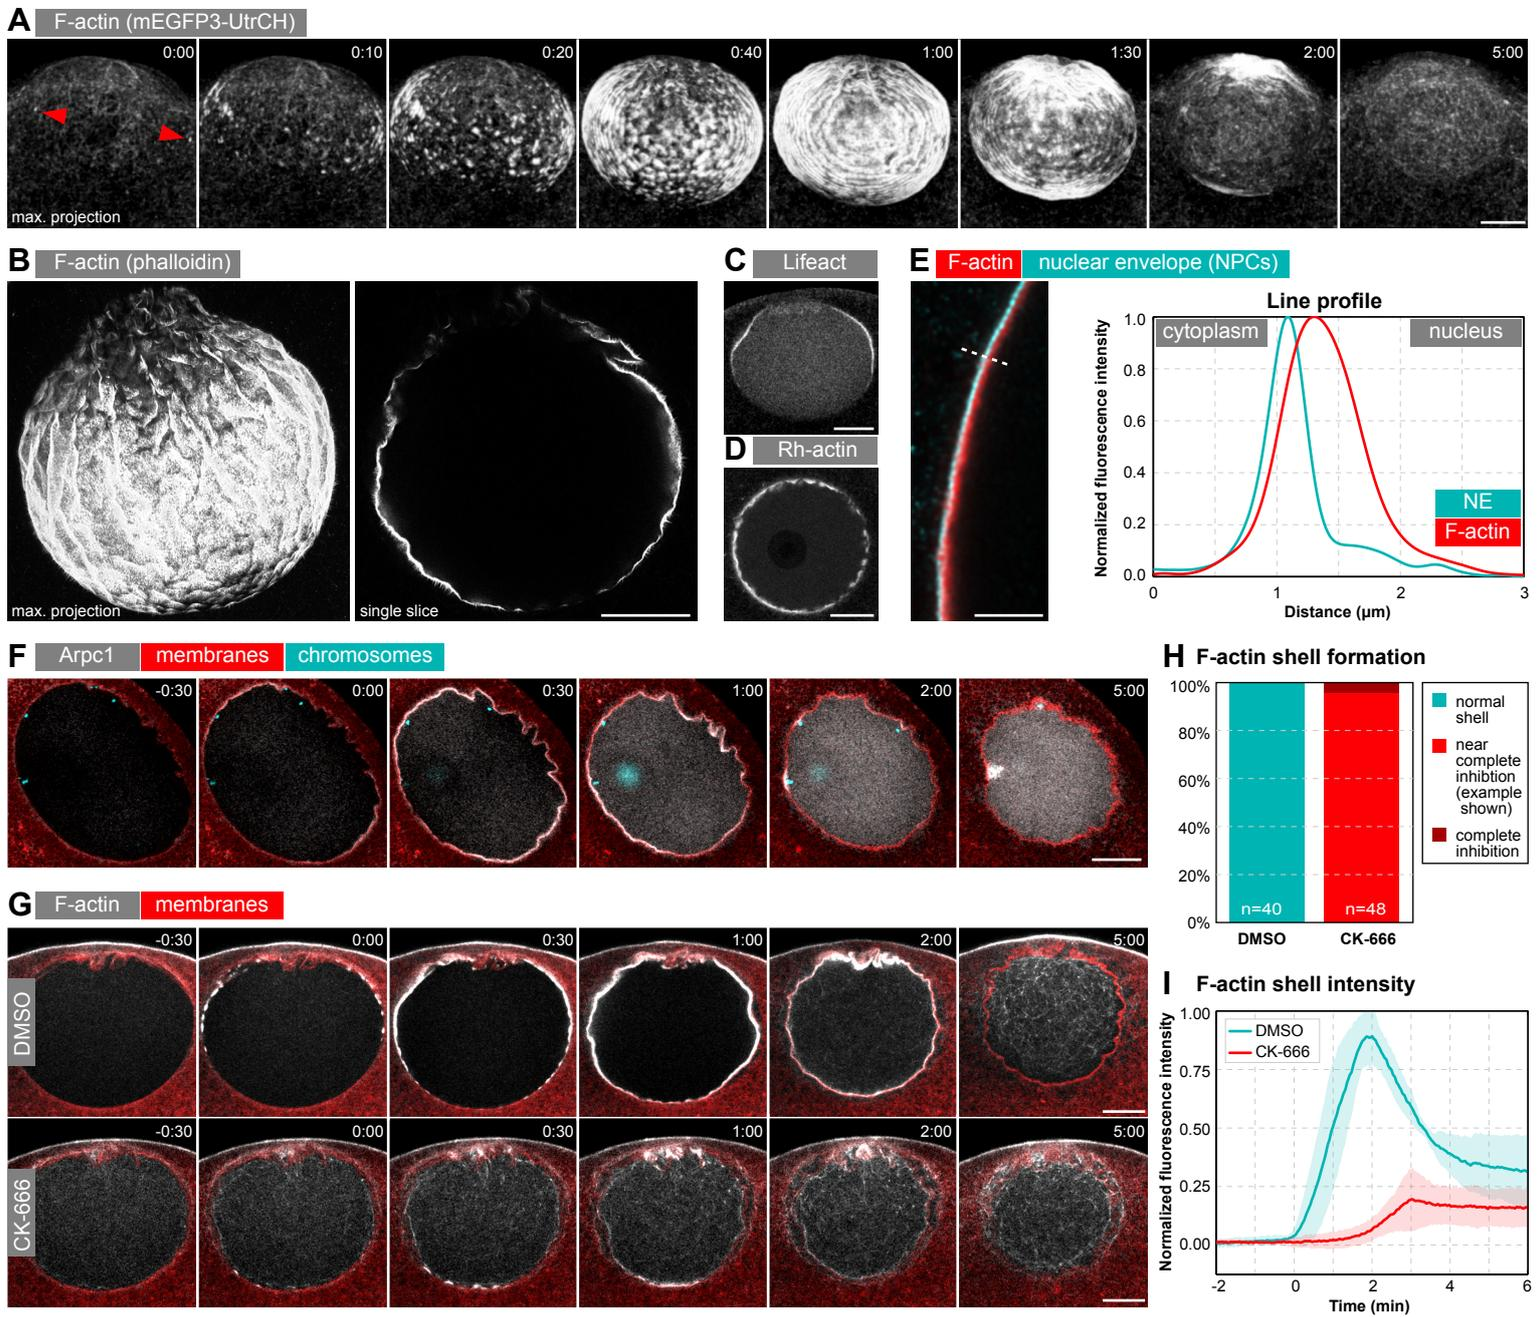 A F-actin (mEGFP3-UtrCH)
0:00 0:10 0:20 0:40 1:00 1:30 2:00 5:00
max. projection
B F-actin (phalloidin)
max. projection
single slice
C Lifeact
D Rh-actin
E F-actin nuclear envelope (NPCs)
Line profile
cytoplasm nucleus
1.0
0.8
0.6
0.4
0.2
0.0
Normalized fluorescence intensity
NE
F-actin
0 1 2 3
Distance (µm)
F Arpc1 membranes chromosomes
-0:30 0:00 0:30 1:00 2:00 5:00
G F-actin membranes
DMSO
-0:30 0:00 0:30 1:00 2:00 5:00
CK-666
-0:30 0:00 0:30 1:00 2:00 5:00
H F-actin shell formation
100%
80%
60%
40%
20%
0%
n=40 n=48
DMSO CK-666
normal
shell
near
complete
inhibtion
(example
shown)
complete
inhibition
I F-actin shell intensity
1.00
0.75
0.50
0.25
0.00
Normalized fluorescence intensity
DMSO
CK-666
-2 0 2 4 6
Time (min)